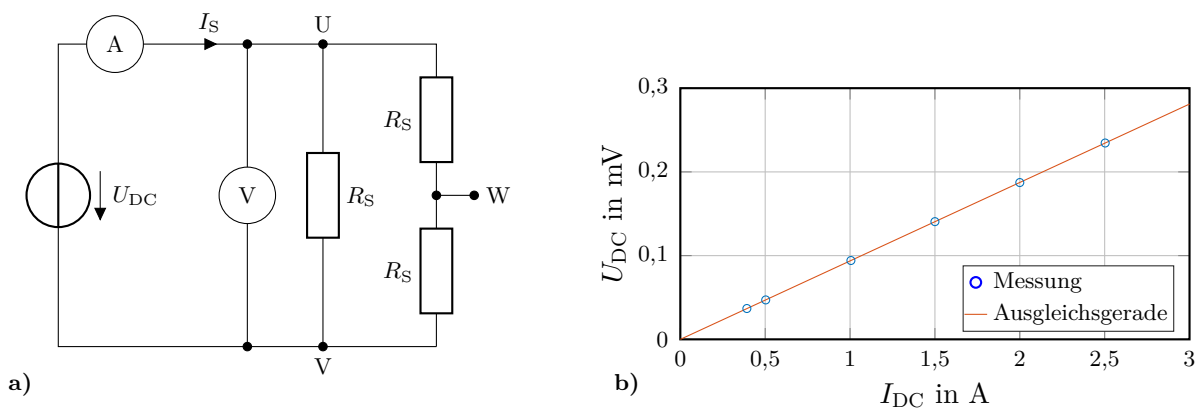 A
I_S
U
R_S
V
U_DC
R_S
W
R_S
V
a)
0,3
0,2
0,1
0
U_DC in mV
Messung
Ausgleichsgerade
0
0,5
1
1,5
2
2,5
3
I_DC in A
b)